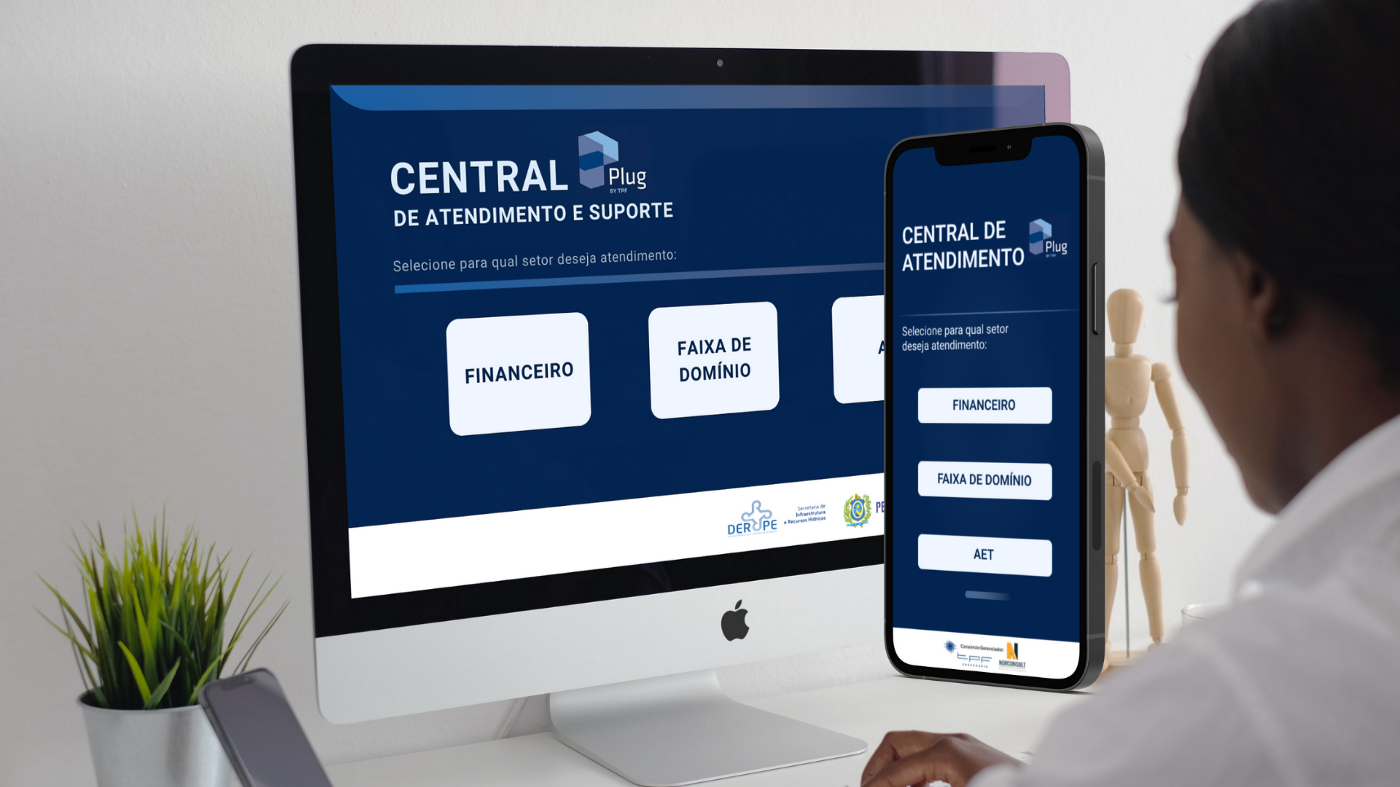 CENTRAL
Plug
BY TPF
DE ATENDIMENTO E SUPORTE
Selecione para qual setor deseja atendimento:
FINANCEIRO
FAIXA DE
DOMÍNIO
A
DER PE
Secretaria de
Infraestrutura
e Recursos Hídricos
PE
CENTRAL DE
ATENDIMENTO
Plug
BY TPF
Selecione para qual setor
deseja atendimento:
FINANCEIRO
FAIXA DE DOMÍNIO
AET
Consórcio Gerenciador:
tpf
ENGENHARIA
NORCONSULT